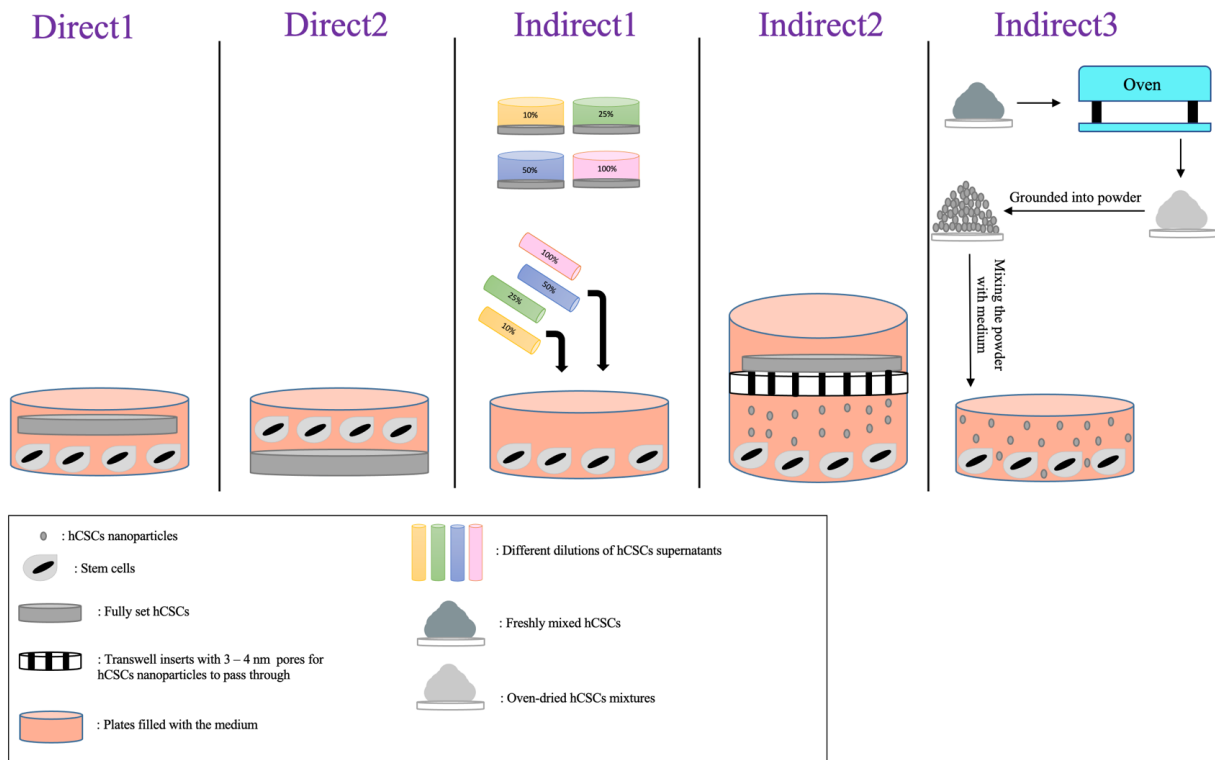 Direct1
Direct2
Indirect1
Indirect2
Indirect3
10%
25%
50%
100%
100%
50%
25%
10%
Oven
Grounded into powder
Mixing the powder
with medium
: hCSCs nanoparticles
: Stem cells
: Fully set hCSCs
: Transwell inserts with 3 – 4 nm pores for
hCSCs nanoparticles to pass through
: Plates filled with the medium
: Different dilutions of hCSCs supernatants
: Freshly mixed hCSCs
: Oven-dried hCSCs mixtures